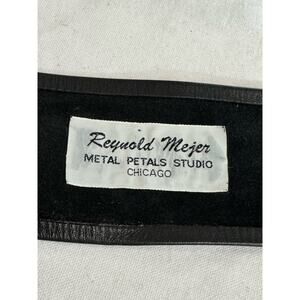 Reynold Mejer
METAL PETALS STUDIO
CHICAGO